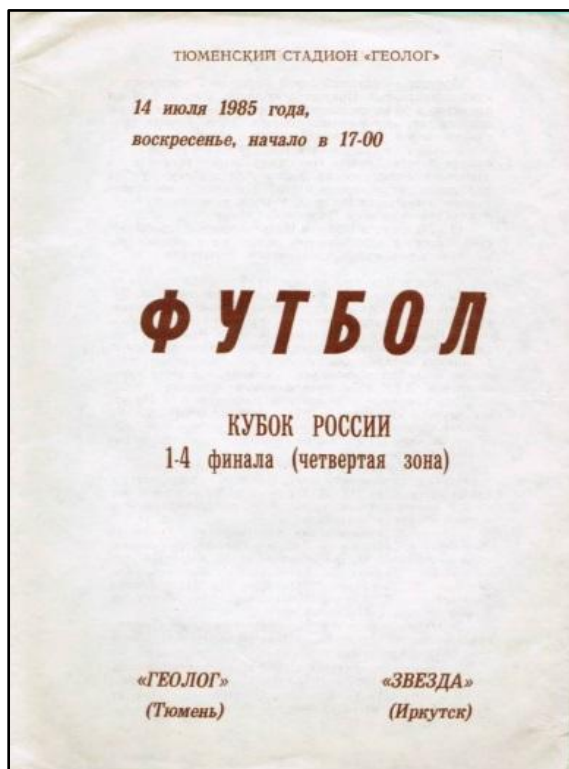 ТЮМЕНСКИЙ СТАДИОН «ГЕОЛОГ»
14 июля 1985 года,
воскресенье, начало в 17-00
ФУТБОЛ
КУБОК РОССИИ
1-4 финала (четвертая зона)
«ГЕОЛОГ»
(Тюмень)
«ЗВЕЗДА»
(Иркутск)